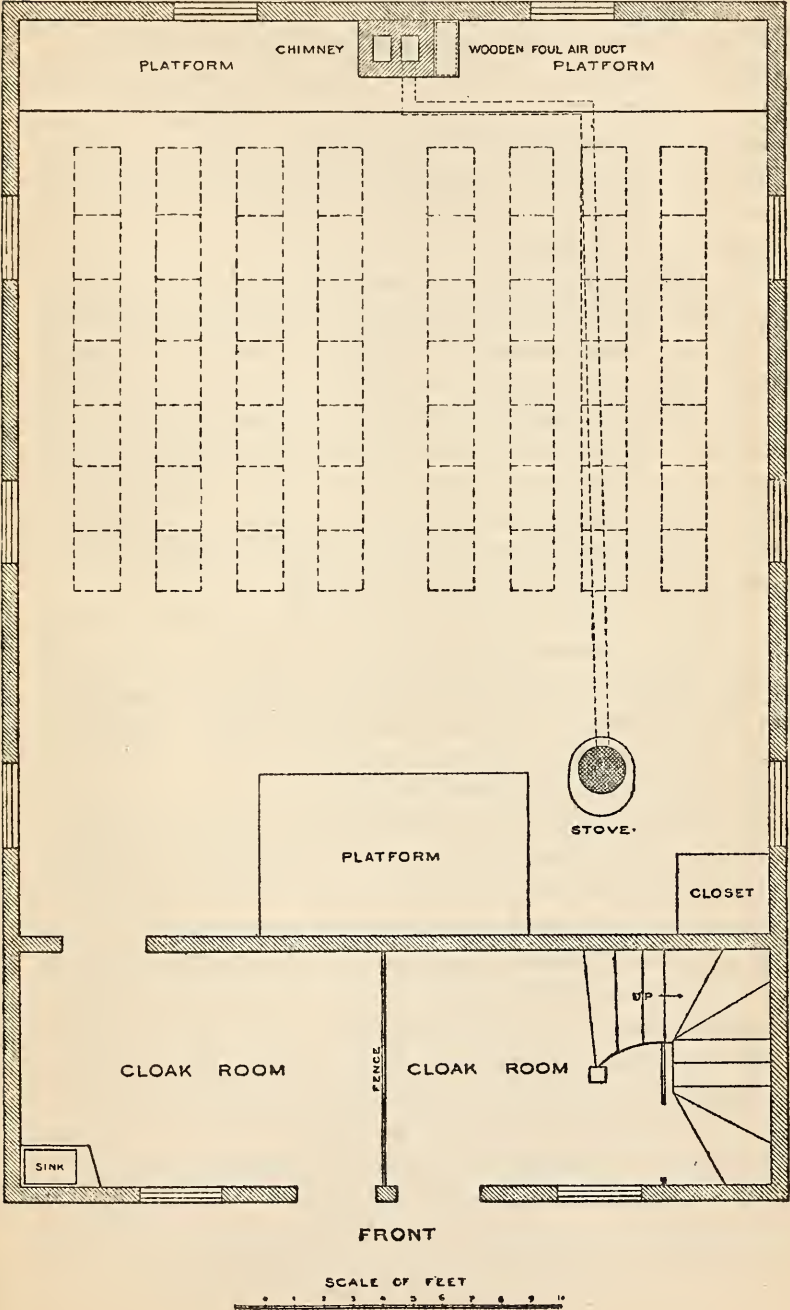 CHIMNEY
WOODEN FOUL AIR DUCT
PLATFORM
PLATFORM
STOVE.
PLATFORM
CLOSET
UP
CLOAK ROOM
FENCE
CLOAK ROOM
SINK
FRONT
SCALE OF FEET
0 1 2 3 4 5 6 7 8 9 10